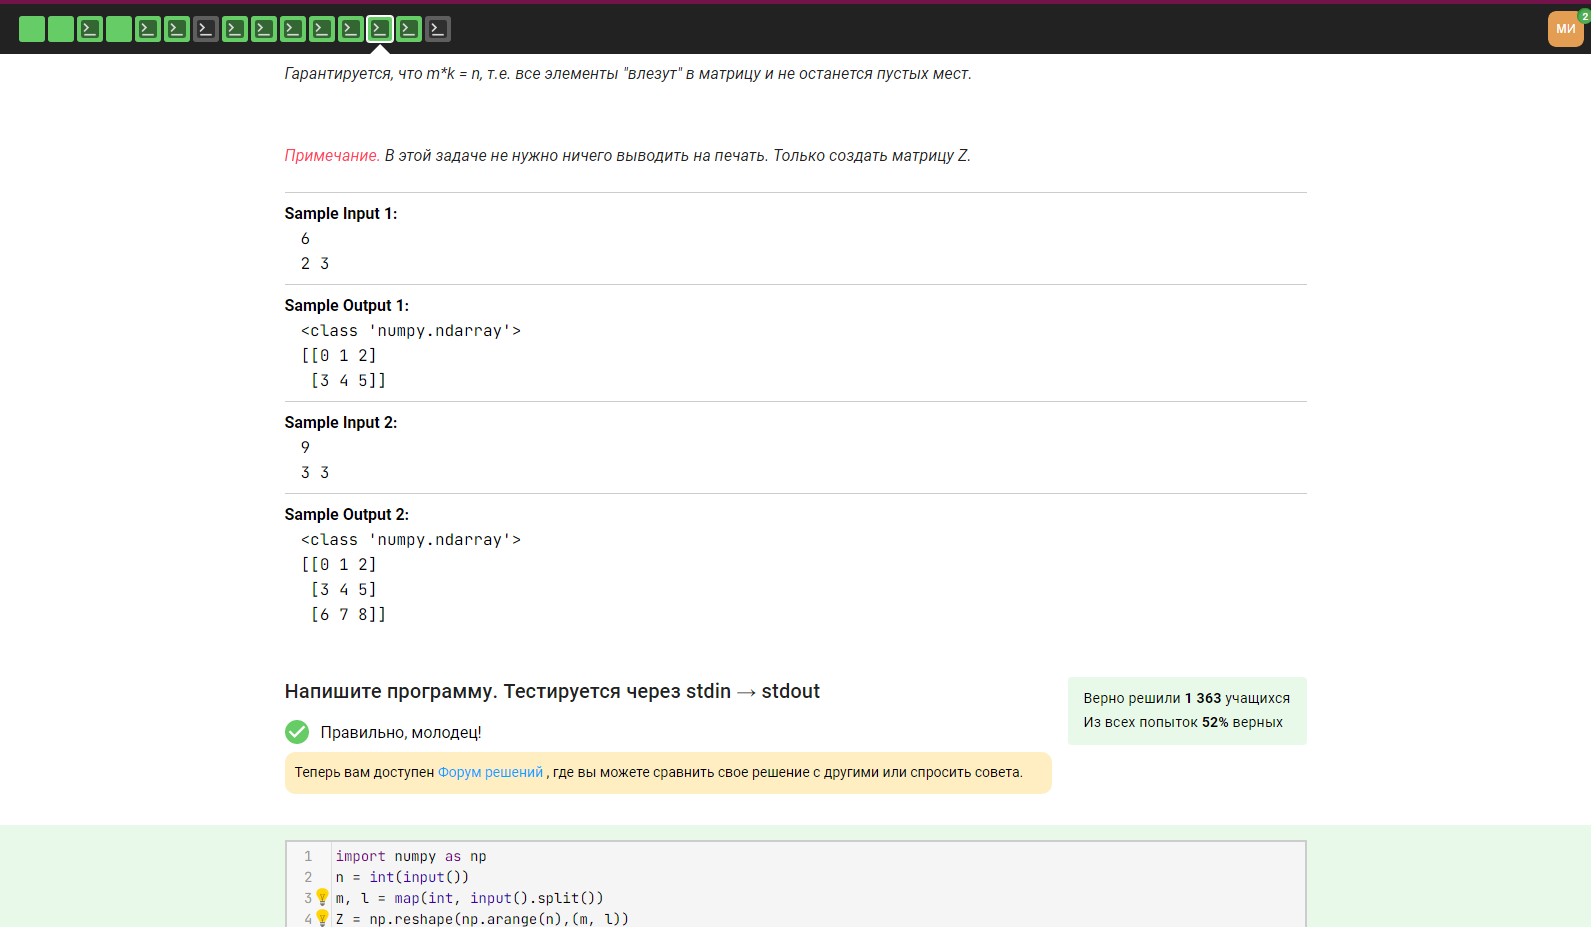 МИ
2
Гарантируется, что m*k = n, т.е. все элементы "влезут" в матрицу и не останется пустых мест.
Примечание. В этой задаче не нужно ничего выводить на печать. Только создать матрицу Z.
Sample Input 1:
6
2 3
Sample Output 1:
<class 'numpy.ndarray'>
[[0 1 2]
 [3 4 5]]
Sample Input 2:
9
3 3
Sample Output 2:
<class 'numpy.ndarray'>
[[0 1 2]
 [3 4 5]
 [6 7 8]]
Напишите программу. Тестируется через stdin → stdout
Верно решили 1 363 учащихся
Из всех попыток 52% верных
Правильно, молодец!
Теперь вам доступен Форум решений , где вы можете сравнить свое решение с другими или спросить совета.
1 import numpy as np
2 n = int(input())
3 m, l = map(int, input().split())
4 Z = np.reshape(np.arange(n),(m, l))